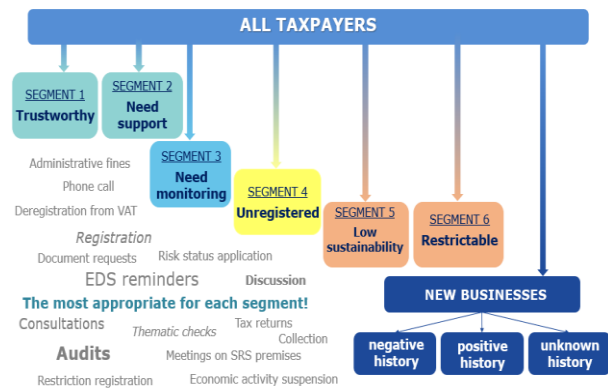 ALL TAXPAYERS
SEGMENT 1
Trustworthy
SEGMENT 2
Need
support
SEGMENT 3
Need
monitoring
SEGMENT 4
Unregistered
SEGMENT 5
Low
sustainability
SEGMENT 6
Restrictable
Administrative fines
Phone call
Deregistration from VAT
Registration
Document requests
Risk status application
EDS reminders
Discussion
The most appropriate for each segment!
Consultations
Thematic checks
Tax returns
Collection
Audits
Meetings on SRS premises
Restriction registration
Economic activity suspension
NEW BUSINESSES
negative
history
positive
history
unknown
history